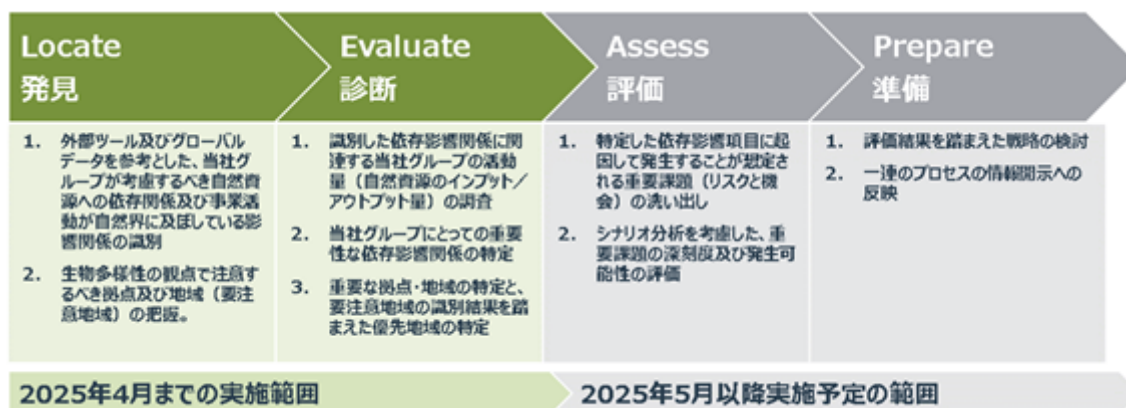 Locate
発見
1. 外部ツール及びグローバル
データを参考とした、当社グ
ループが考慮するべき自然資
源への依存関係及び事業活
動が自然界に及ぼしている影
響関係の識別
2. 生物多様性の観点で注意す
るべき拠点及び地域（要注
意地域）の把握。
Evaluate
診断
1. 識別した依存影響関係に関
連する当社グループの活動
量（自然資源のインプット／
アウトプット量）の調査
2. 当社グループにとっての重要
性な依存影響関係の特定
3. 重要な拠点・地域の特定と、
要注意地域の識別結果を踏
まえた優先地域の特定
Assess
評価
1. 特定した依存影響項目に起
因して発生することが想定さ
れる重要課題（リスクと機
会）の洗い出し
2. シナリオ分析を考慮した、重
要課題の深刻度及び発生可
能性の評価
Prepare
準備
1. 評価結果を踏まえた戦略の検討
2. 一連のプロセスの情報開示への
反映
2025年4月までの実施範囲
2025年5月以降実施予定の範囲